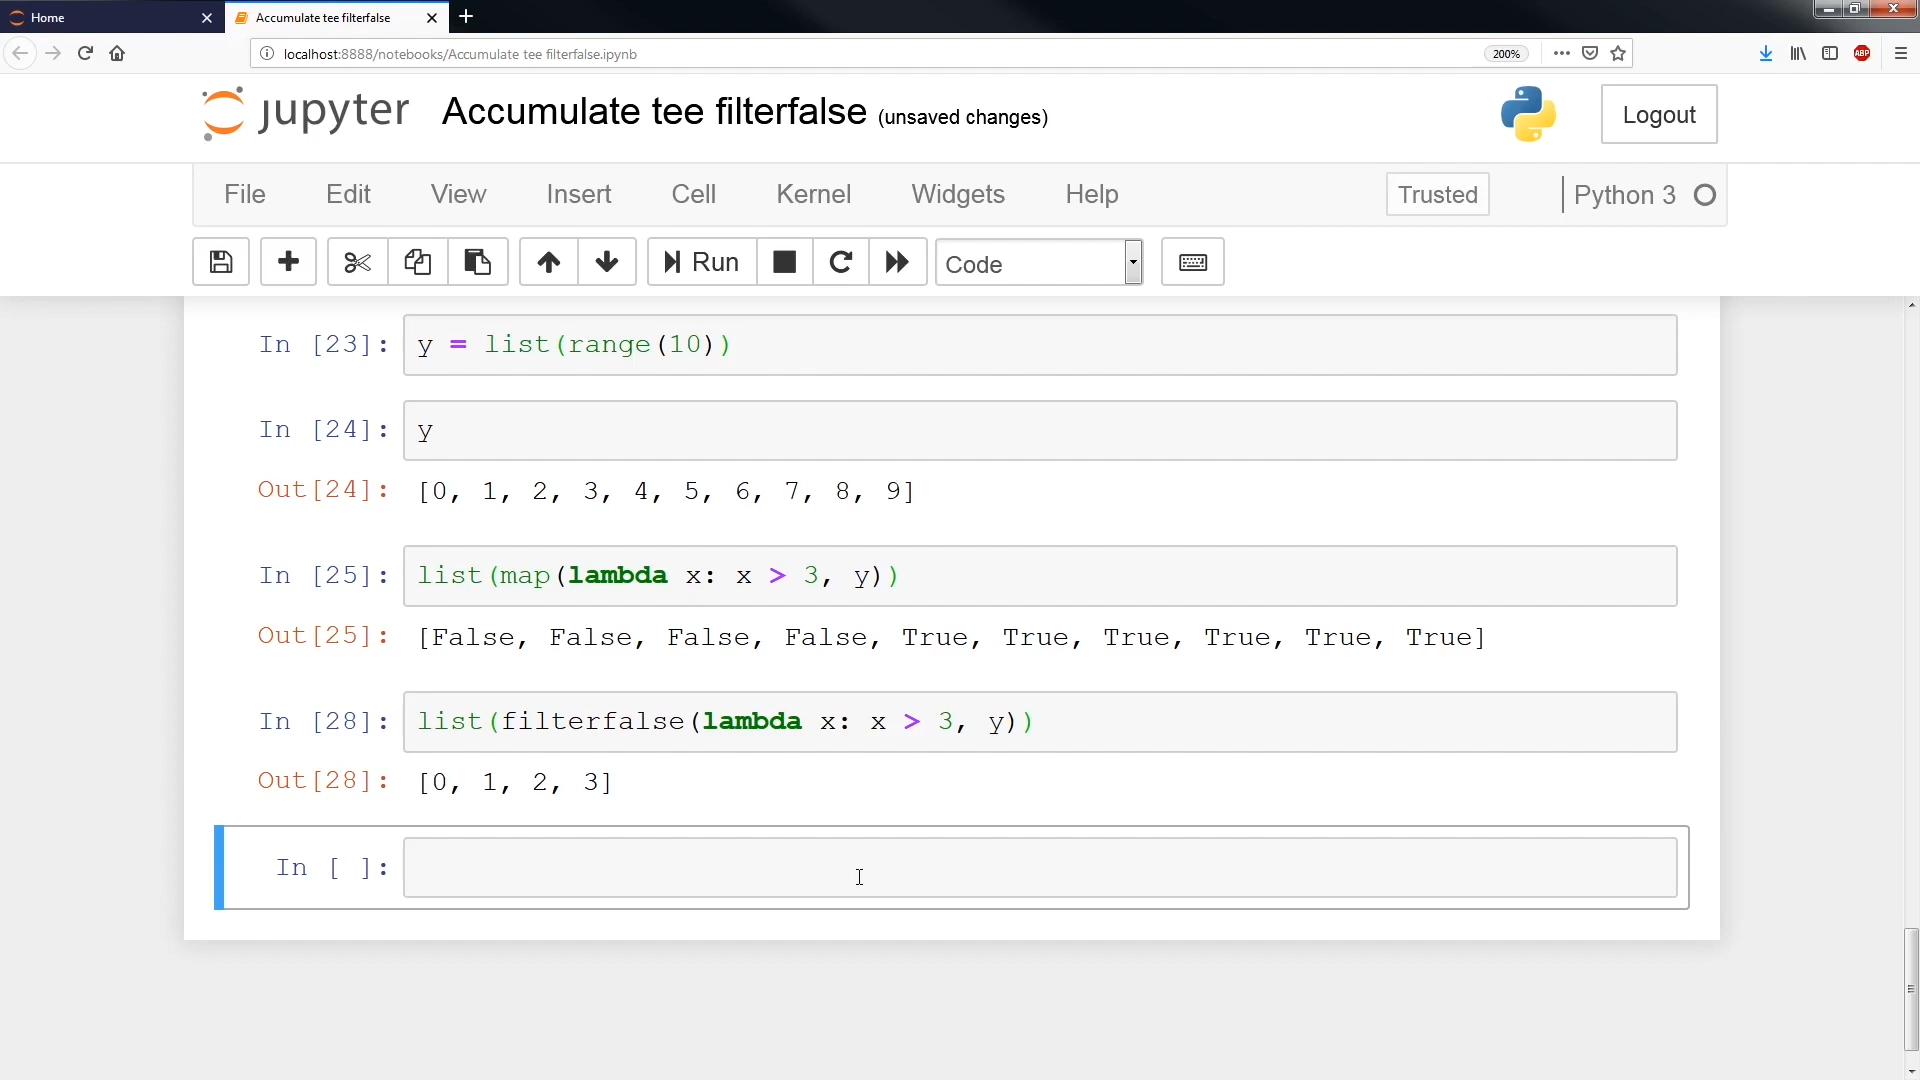 Home
Accumulate tee filterfalse
localhost:8888/notebooks/Accumulate tee filterfalse.ipynb
200%
ABP
jupyter
Accumulate tee filterfalse (unsaved changes)
Logout
File Edit View Insert Cell Kernel Widgets Help
Trusted
Python 3
Run
Code
In [23]: y = list(range(10))
In [24]: y
Out[24]: [0, 1, 2, 3, 4, 5, 6, 7, 8, 9]
In [25]: list(map(lambda x: x > 3, y))
Out[25]: [False, False, False, False, True, True, True, True, True, True]
In [28]: list(filterfalse(lambda x: x > 3, y))
Out[28]: [0, 1, 2, 3]
In [ ]: